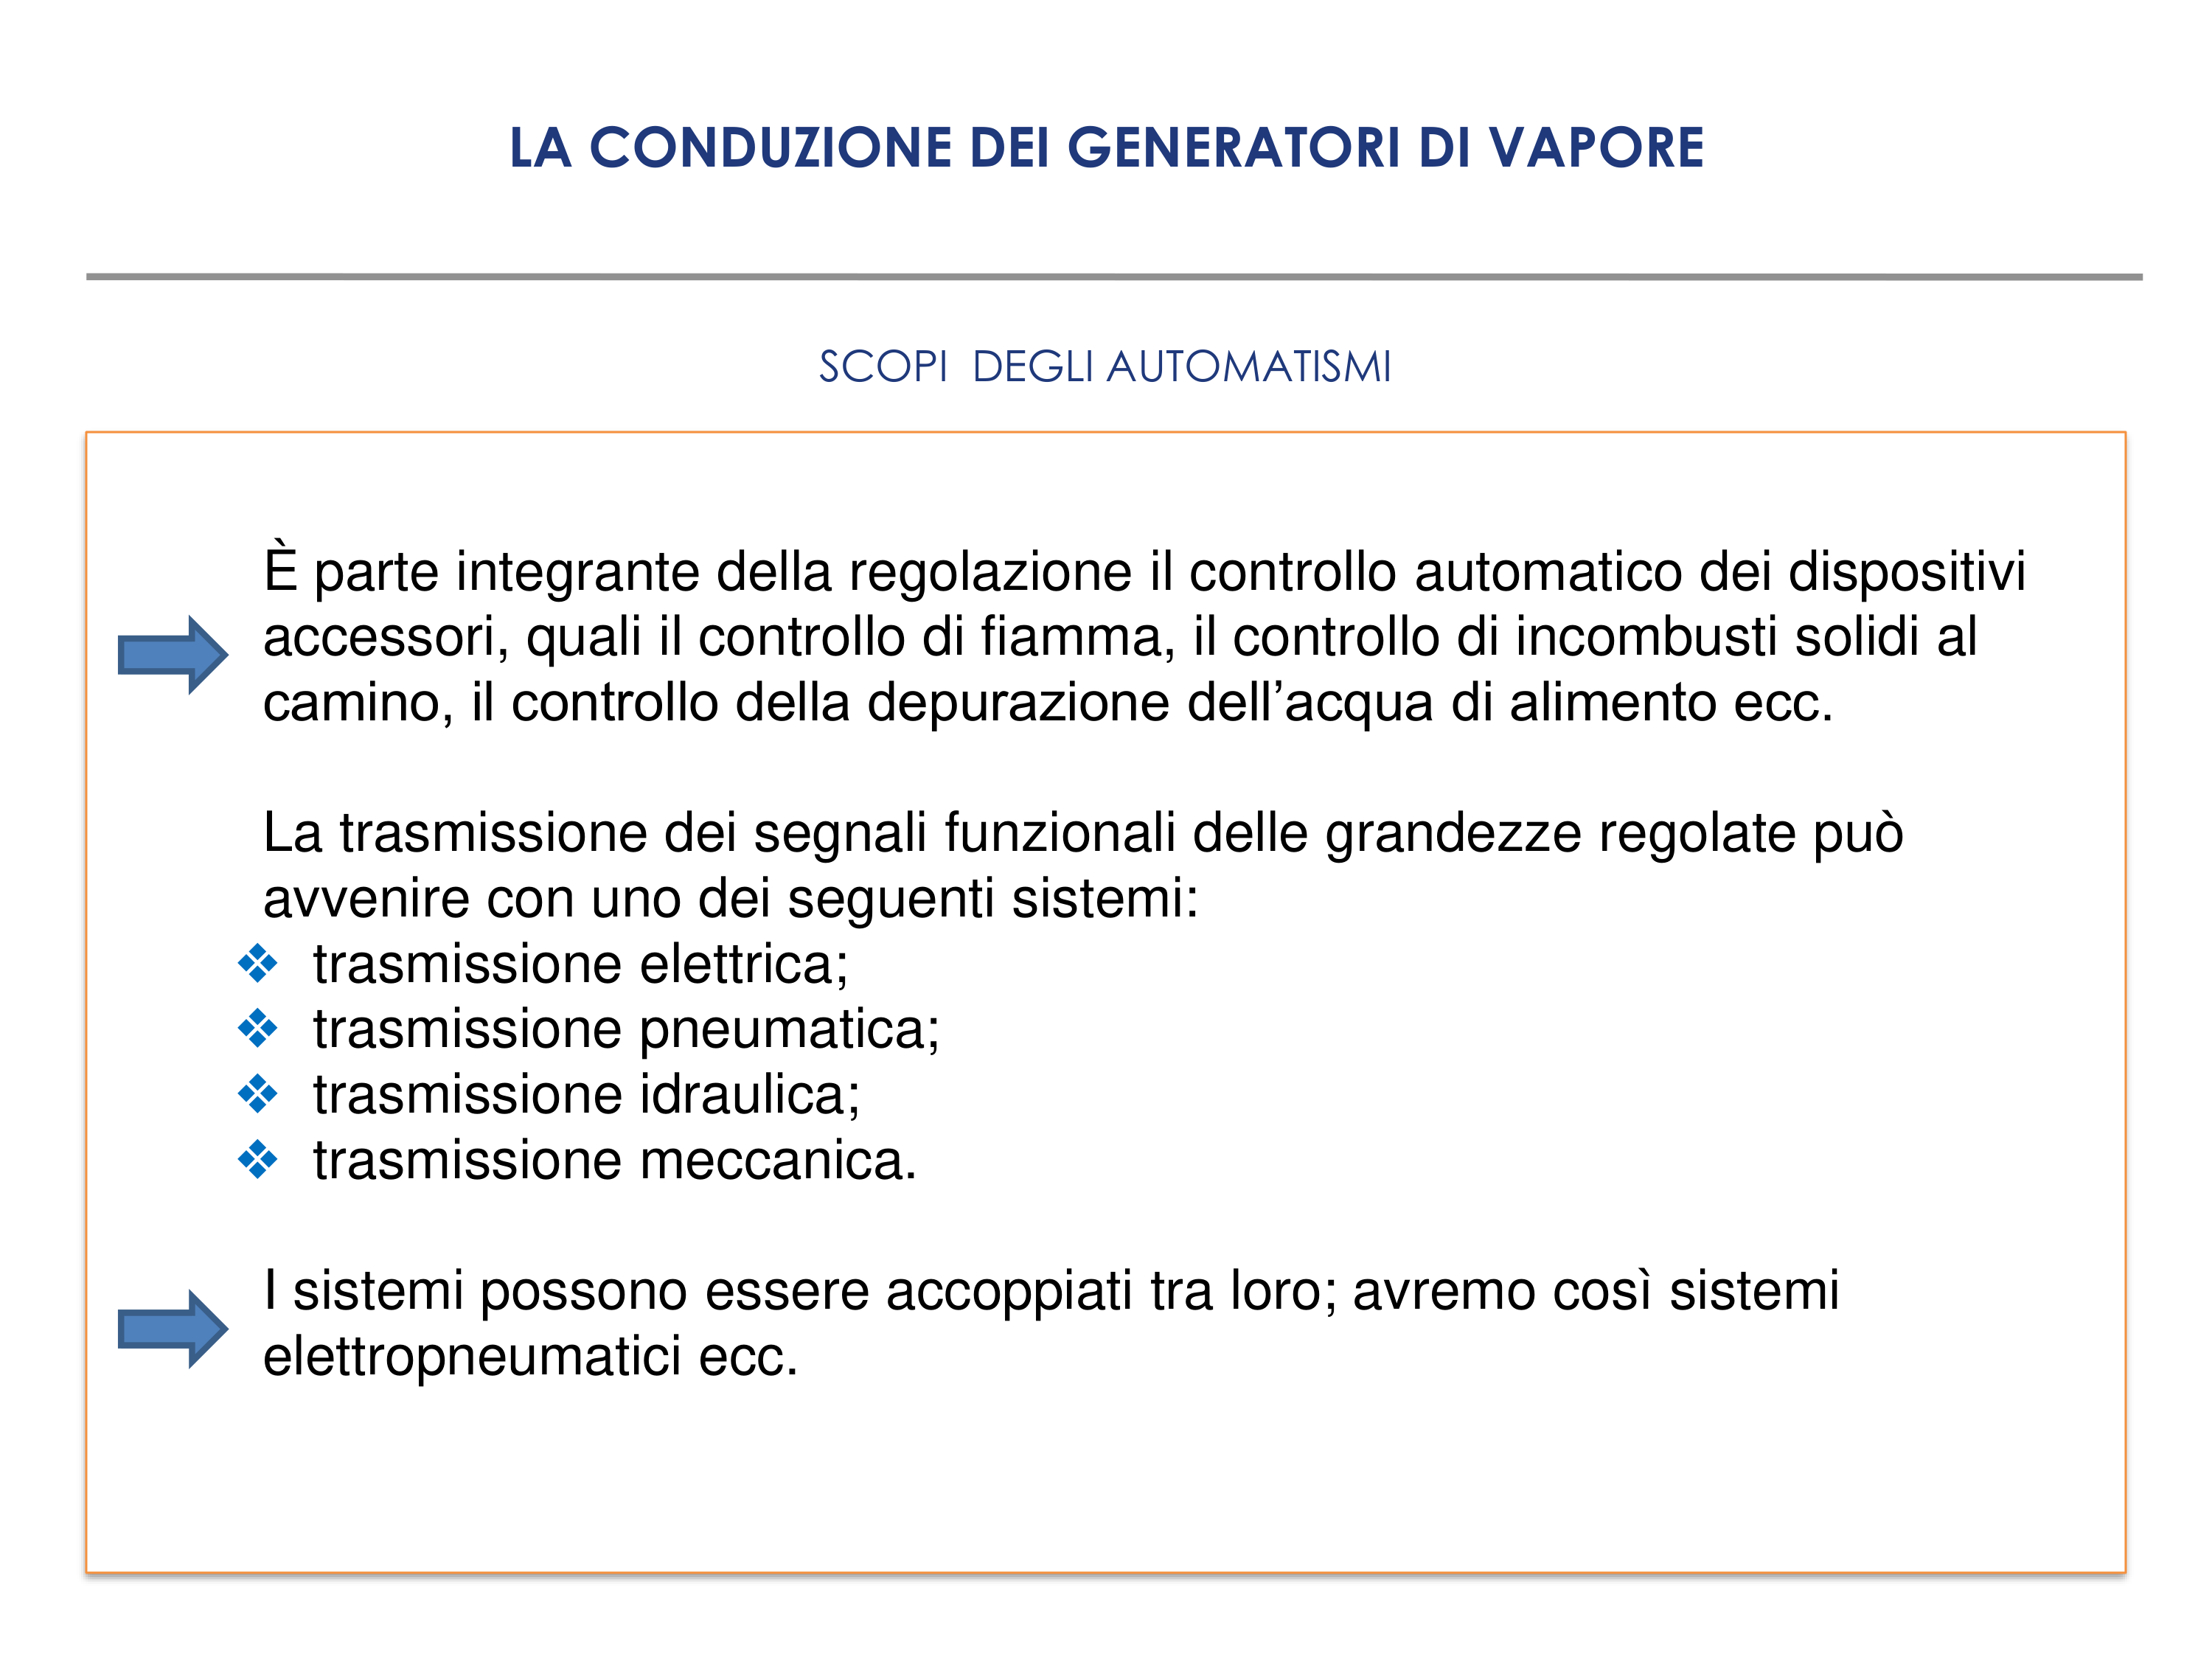 LA CONDUZIONE DEI GENERATORI DI VAPORE
SCOPI DEGLI AUTOMATISMI
È parte integrante della regolazione il controllo automatico dei dispositivi
accessori, quali il controllo di fiamma, il controllo di incombusti solidi al
camino, il controllo della depurazione dell’acqua di alimento ecc.
La trasmissione dei segnali funzionali delle grandezze regolate può
avvenire con uno dei seguenti sistemi:
❖ trasmissione elettrica;
❖ trasmissione pneumatica;
❖ trasmissione idraulica;
❖ trasmissione meccanica.
I sistemi possono essere accoppiati tra loro; avremo così sistemi
elettropneumatici ecc.